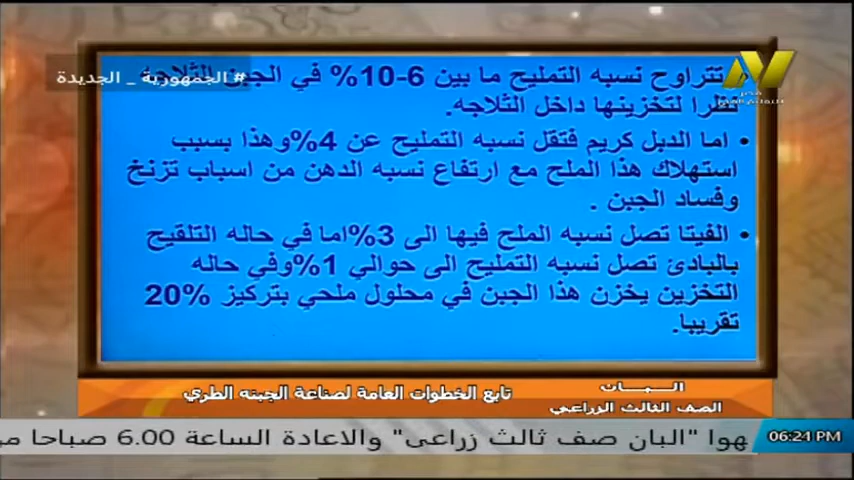 #الجمهورية _ الجديدة
تتراوح نسبه التمليح ما بين 6-10% في الجبن الثلاجه
نظرا لتخزينها داخل الثلاجه.
• اما الدبل كريم فتقل نسبه التمليح عن 4%وهذا بسبب
استهلاك هذا الملح مع ارتفاع نسبه الدهن من اسباب تزنخ
وفساد الجبن .
• الفيتا تصل نسبه الملح فيها الى 3%اما في حاله التلقيح
بالبادئ تصل نسبه التمليح الى حوالي 1%وفي حاله
التخزين يخزن هذا الجبن في محلول ملحي بتركيز 20%
تقريبا.
الــبــان
الصف الثالث الزراعي
تابع الخطوات العامة لصناعة الجبنه الطري
هوا "البان صف ثالث زراعى" والاعادة الساعة 6.00 صباحا
06:24 PM